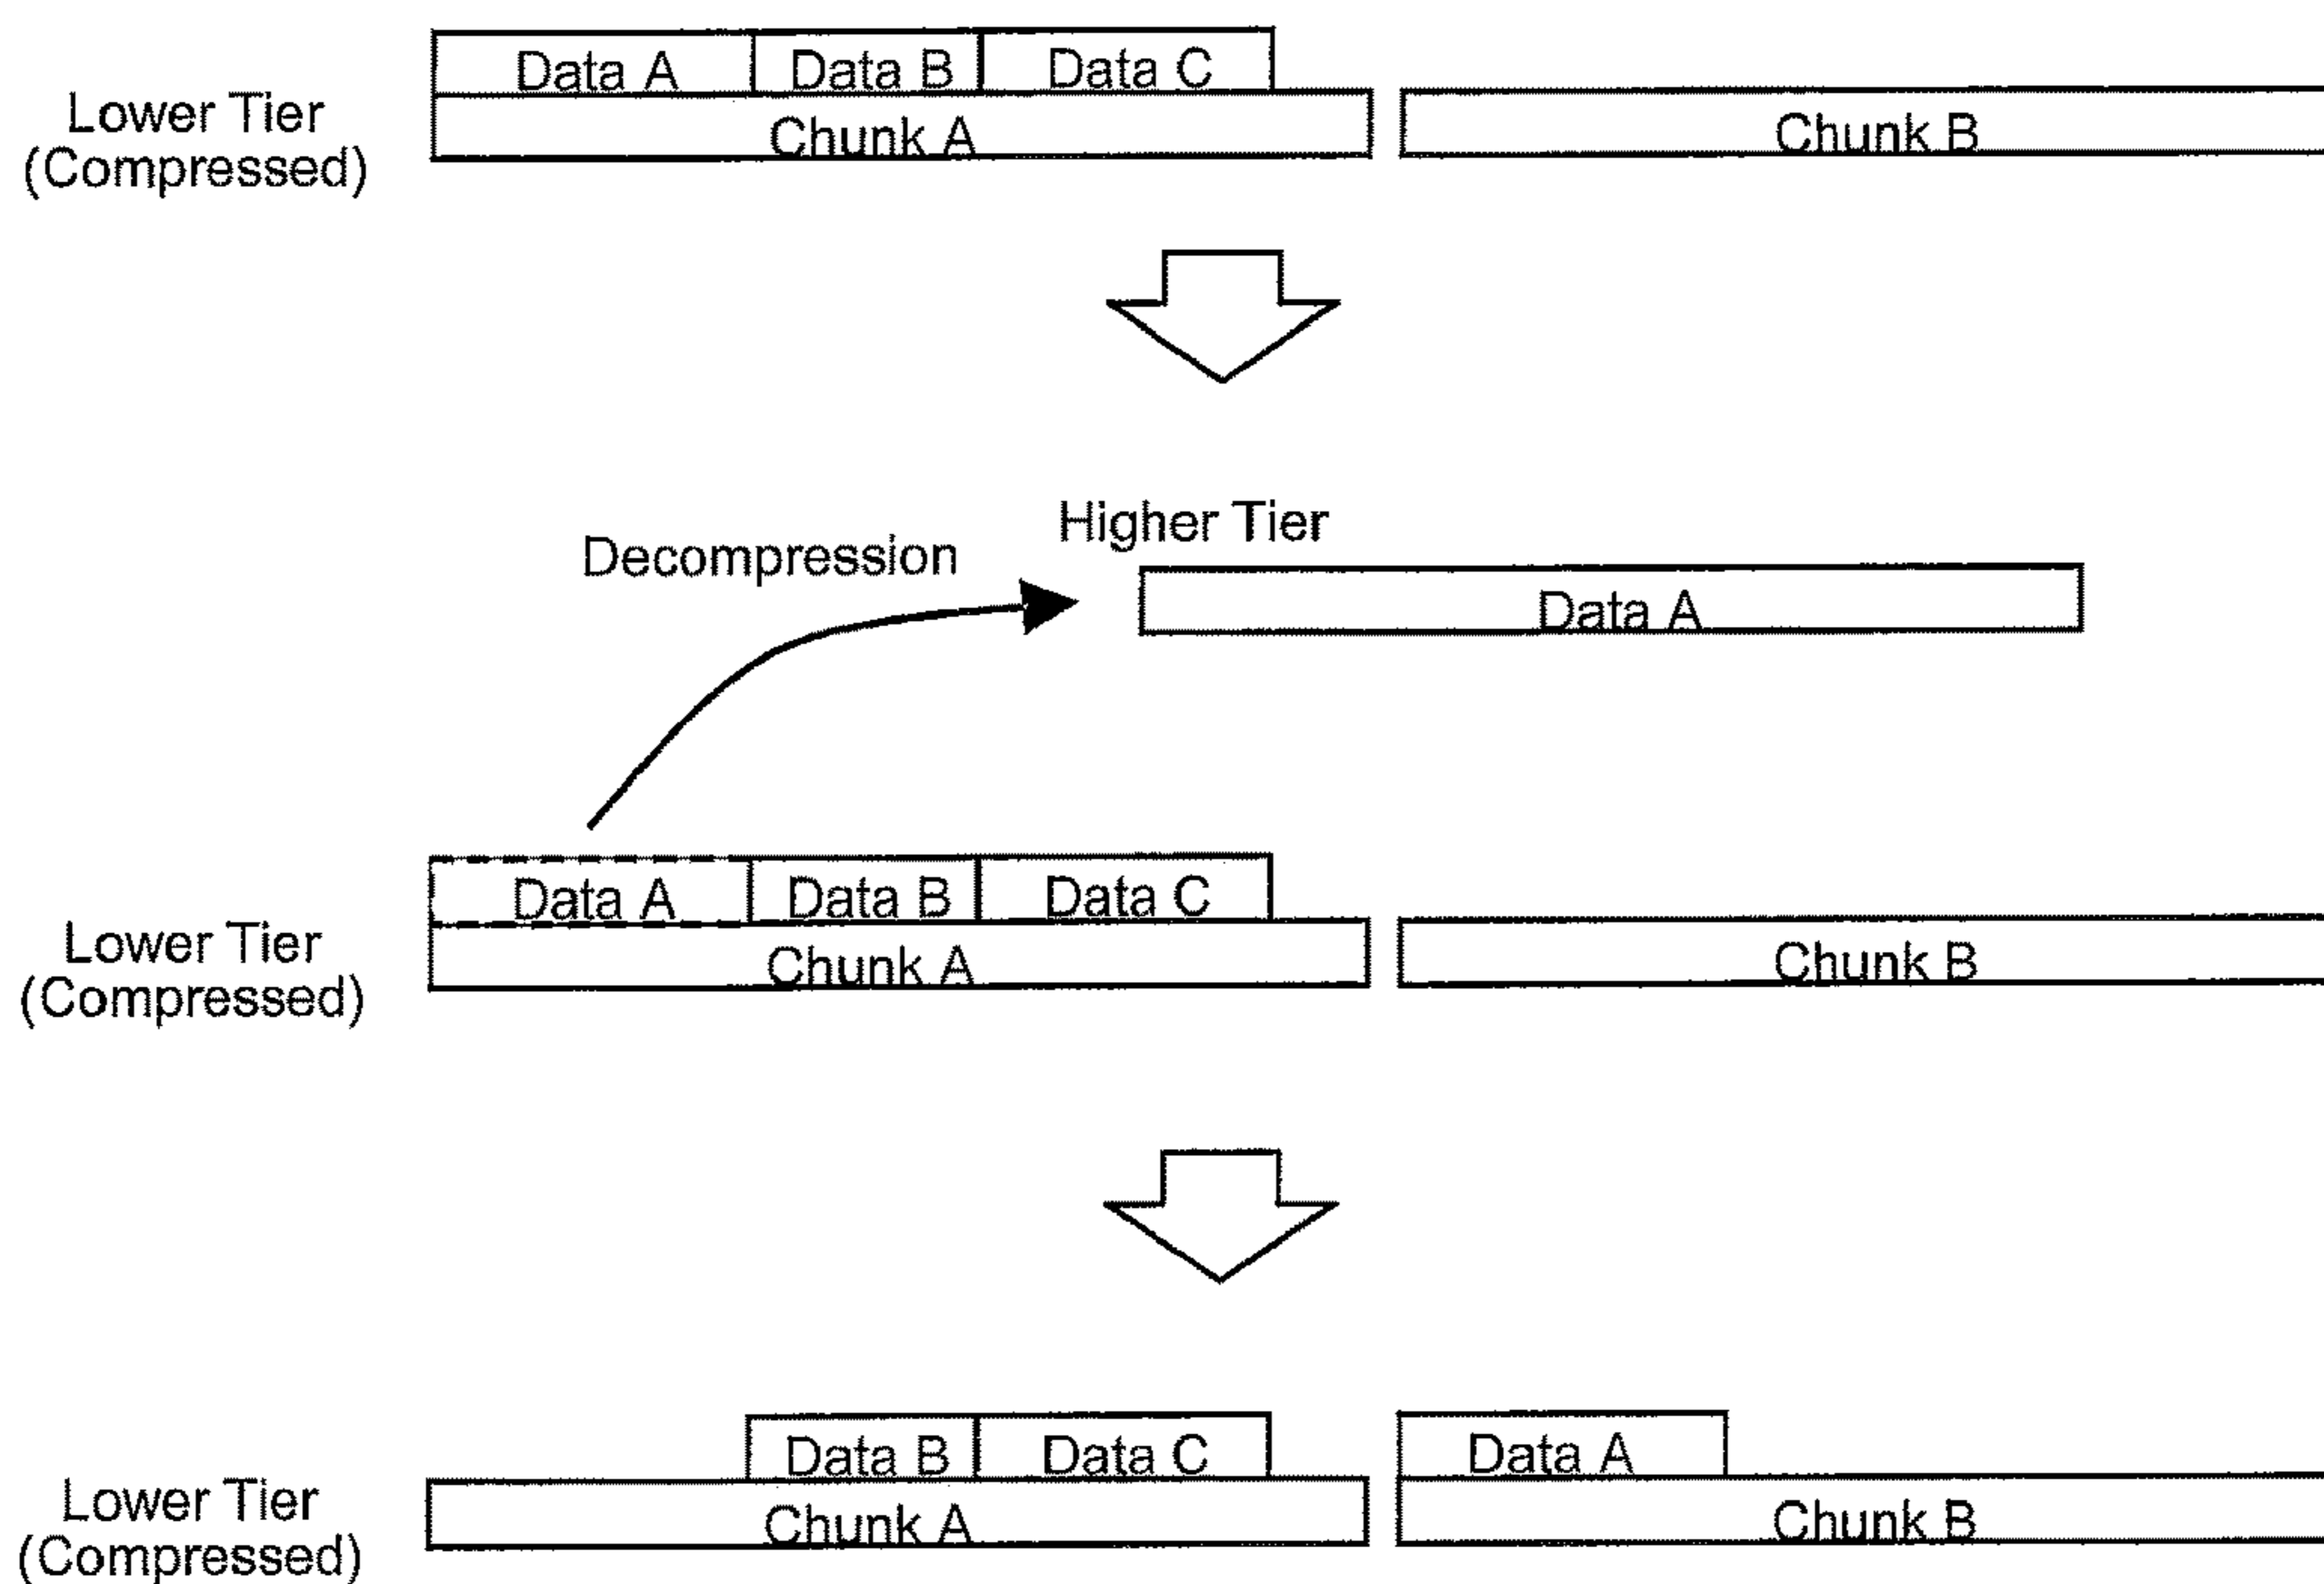 Data A Data B Data C
Lower Tier
(Compressed)
Chunk A Chunk B
Higher Tier
Decompression
Data A
Data A Data B Data C
Lower Tier
(Compressed)
Chunk A Chunk B
Data B Data C Data A
Lower Tier
(Compressed)
Chunk A Chunk B